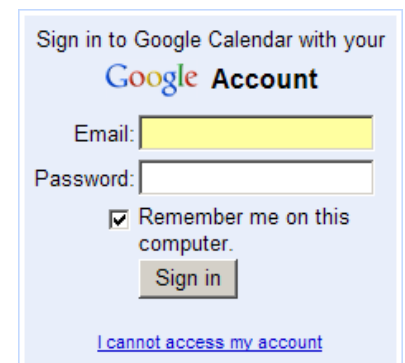 Sign in to Google Calendar with your
Google Account
Email:
Password:
Remember me on this
computer.
Sign in
I cannot access my account